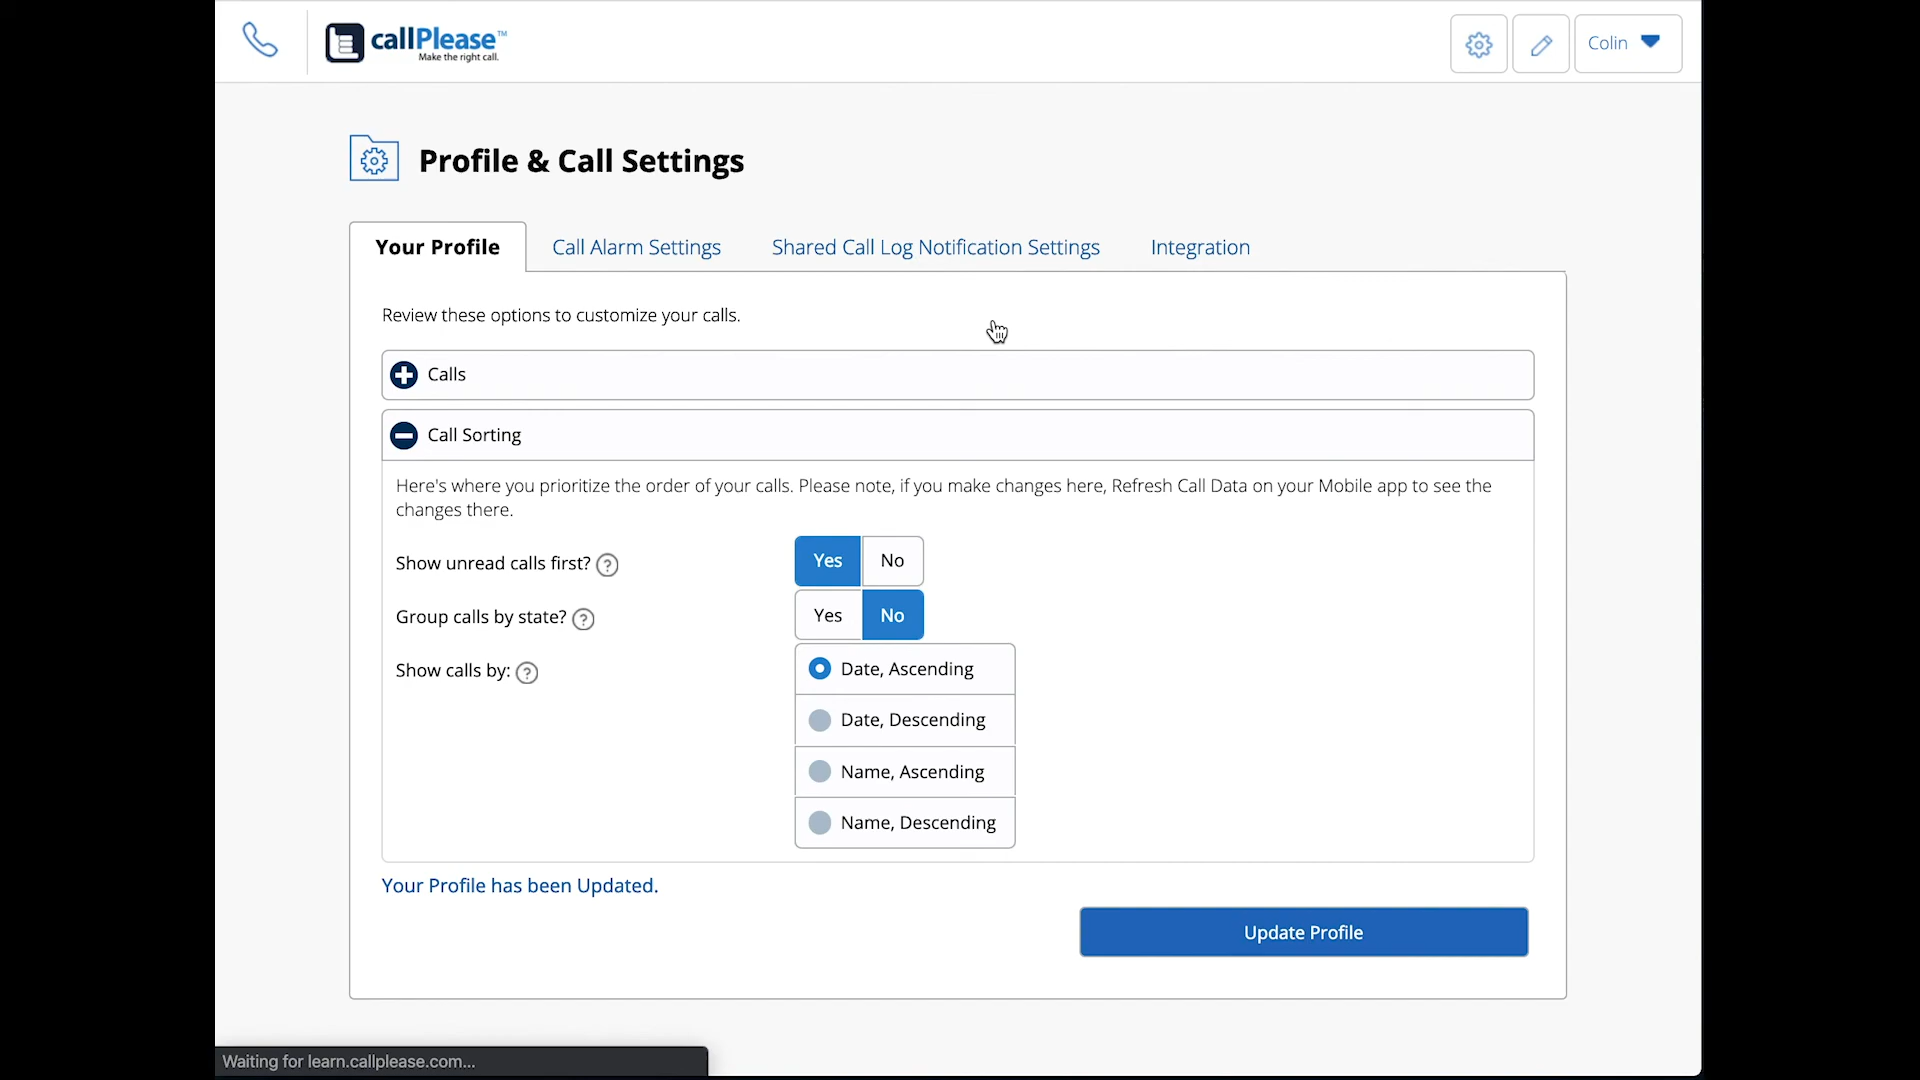 callPlease™
Make the right call.
Colin
Profile & Call Settings
Your Profile
Call Alarm Settings
Shared Call Log Notification Settings
Integration
Review these options to customize your calls.
Calls
Call Sorting
Here's where you prioritize the order of your calls. Please note, if you make changes here, Refresh Call Data on your Mobile app to see the
changes there.
Show unread calls first? ?
Yes No
Group calls by state? ?
Yes No
Show calls by: ?
Date, Ascending
Date, Descending
Name, Ascending
Name, Descending
Your Profile has been Updated.
Update Profile
Waiting for learn.callplease.com...